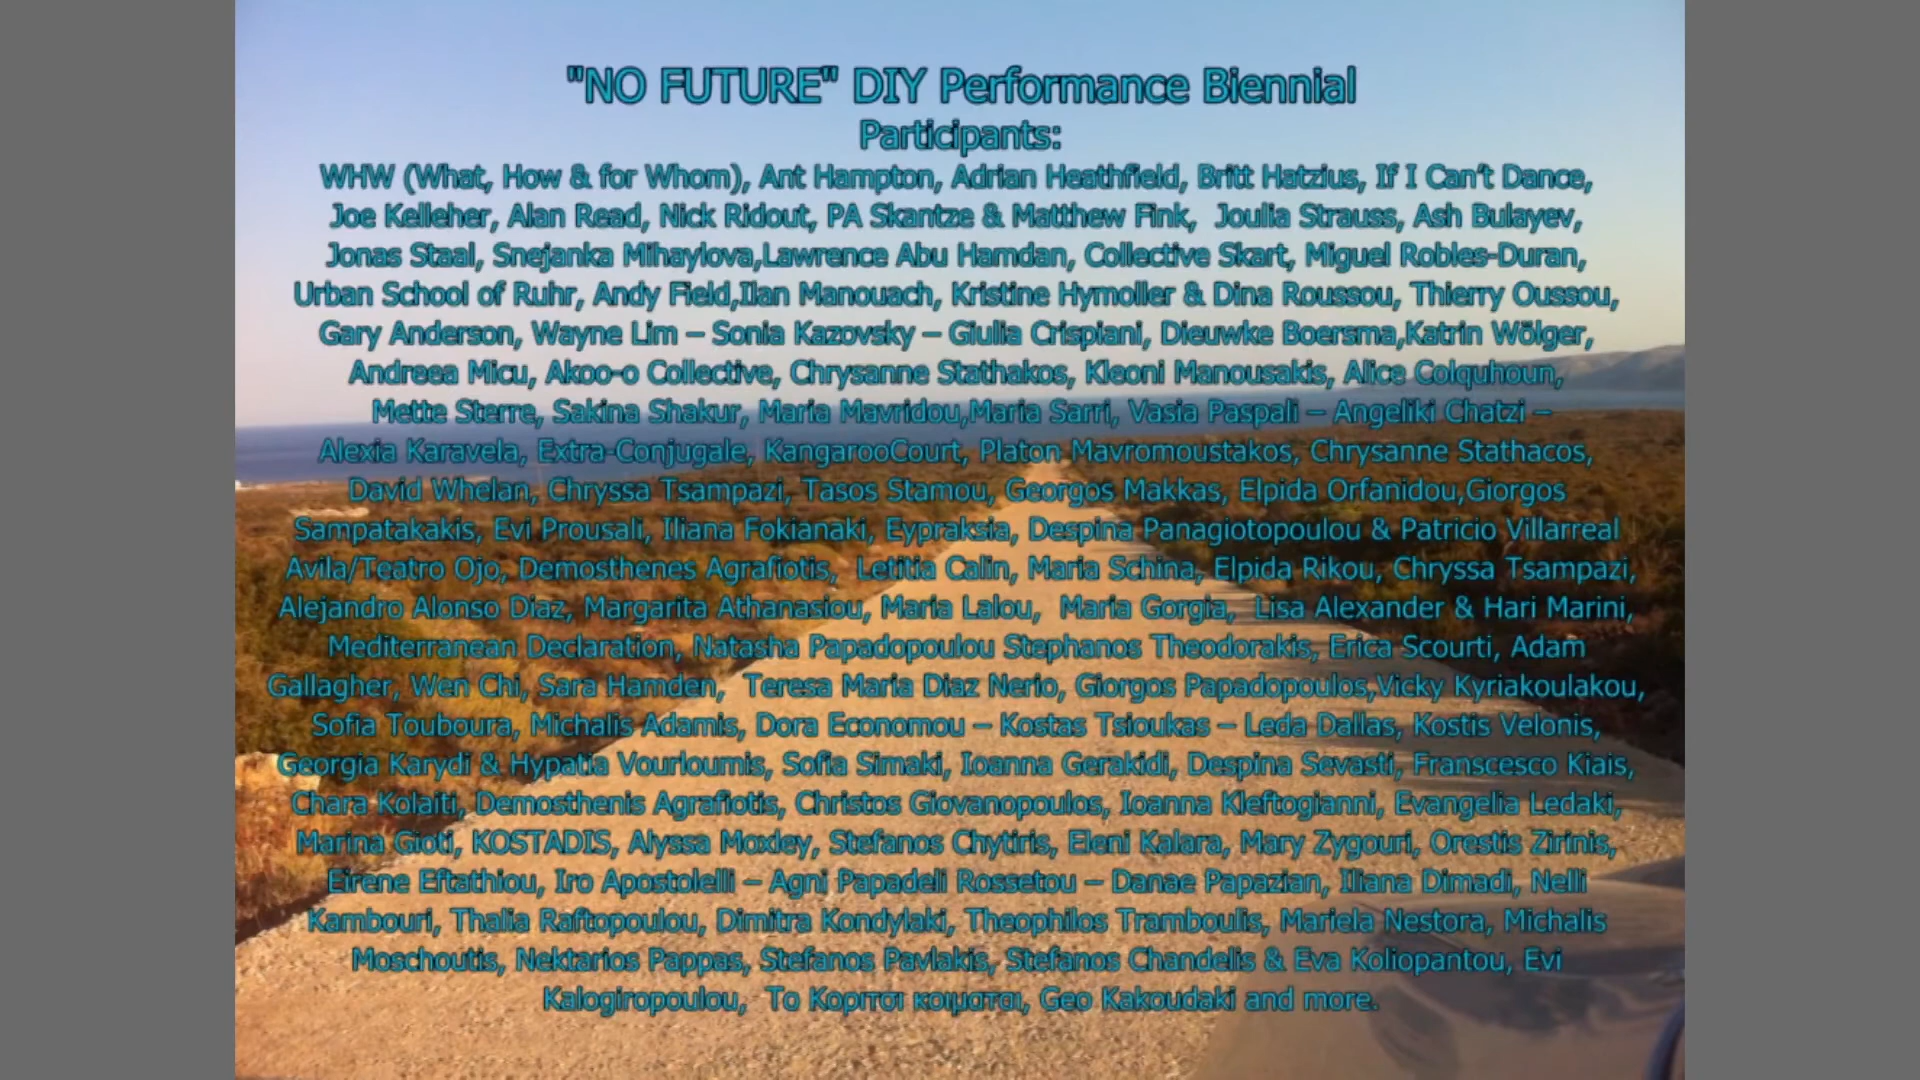 "NO FUTURE" DIY Performance Biennial
Participants:
WHW (What, How & for Whom), Ant Hampton, Adrian Heathfield, Britt Hatzius, If I Can't Dance,
Joe Kelleher, Alan Read, Nick Ridout, PA Skantze & Matthew Fink,  Joulia Strauss, Ash Bulayev,
Jonas Staal, Snejanka Mihaylova,Lawrence Abu Hamdan, Collective Skart, Miguel Robles-Duran,
Urban School of Ruhr, Andy Field,Ilan Manouach, Kristine Hymoller & Dina Roussou, Thierry Oussou,
Gary Anderson, Wayne Lim – Sonia Kazovsky – Giulia Crispiani, Dieuwke Boersma,Katrin Wölger,
Andreea Micu, Akoo-o Collective, Chrysanne Stathakos, Kleoni Manousakis, Alice Colquhoun,
Mette Sterre, Sakina Shakur, Maria Mavridou,Maria Sarri, Vasia Paspali – Angeliki Chatzi –
Alexia Karavela, Extra-Conjugale, KangarooCourt, Platon Mavromoustakos, Chrysanne Stathacos,
David Whelan, Chryssa Tsampazi, Tasos Stamou, Georgos Makkas, Elpida Orfanidou,Giorgos
Sampatakakis, Evi Prousali, Iliana Fokianaki, Eypraksia, Despina Panagiotopoulou & Patricio Villarreal
Avila/Teatro Ojo, Demosthenes Agrafiotis,  Letitia Calin, Maria Schina, Elpida Rikou, Chryssa Tsampazi,
Alejandro Alonso Diaz, Margarita Athanasiou, Maria Lalou,  Maria Gorgia,  Lisa Alexander & Hari Marini,
Mediterranean Declaration, Natasha Papadopoulou Stephanos Theodorakis, Erica Scourti, Adam
Gallagher, Wen Chi, Sara Hamden,  Teresa Maria Diaz Nerio, Giorgos Papadopoulos,Vicky Kyriakoulakou,
Sofia Touboura, Michalis Adamis, Dora Economou – Kostas Tsioukas – Leda Dallas, Kostis Velonis,
Georgia Karydi & Hypatia Vourloumis, Sofia Simaki, Ioanna Gerakidi, Despina Sevasti, Franscesco Kiais,
Chara Kolaiti, Demosthenis Agrafiotis, Christos Giovanopoulos, Ioanna Kleftogianni, Evangelia Ledaki,
Marina Gioti, KOSTADIS, Alyssa Moxley, Stefanos Chytiris, Eleni Kalara, Mary Zygouri, Orestis Zirinis,
Eirene Eftathiou, Iro Apostolelli – Agni Papadeli Rossetou – Danae Papazian, Iliana Dimadi, Nelli
Kambouri, Thalia Raftopoulou, Dimitra Kondylaki, Theophilos Tramboulis, Mariela Nestora, Michalis
Moschoutis, Nektarios Pappas, Stefanos Pavlakis, Stefanos Chandelis & Eva Koliopantou, Evi
Kalogiropoulou,  Το Κοριτσι κοιμαται, Geo Kakoudaki and more.